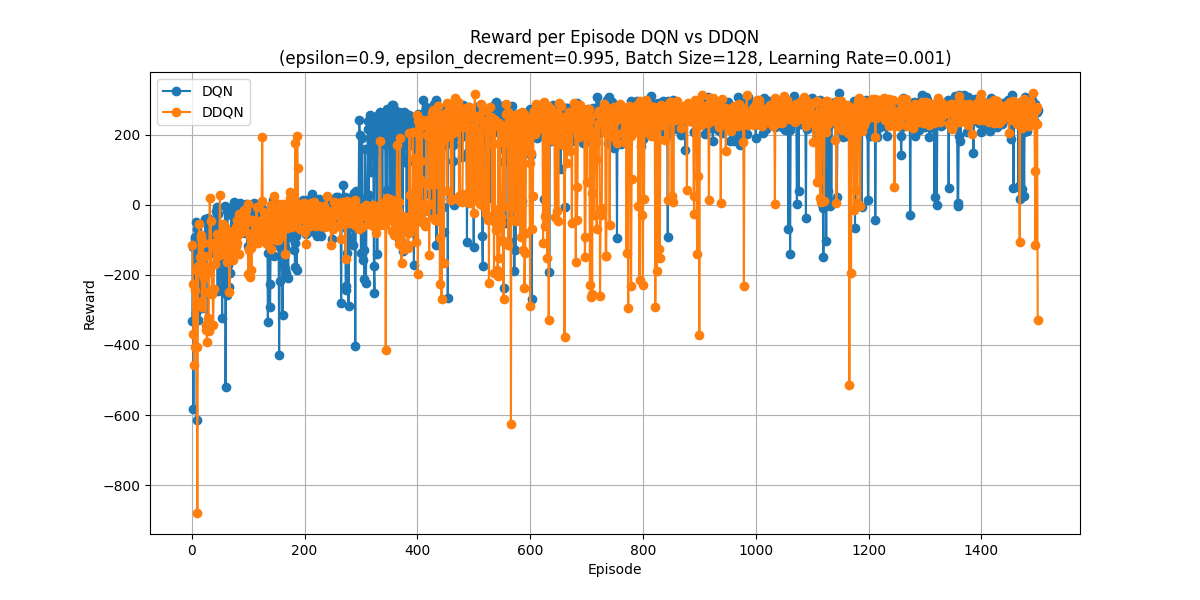 Reward per Episode DQN vs DDQN
(epsilon=0.9, epsilon_decrement=0.995, Batch Size=128, Learning Rate=0.001)
DQN
DDQN
200
0
−200
−400
−600
−800
Reward
0 200 400 600 800 1000 1200 1400
Episode